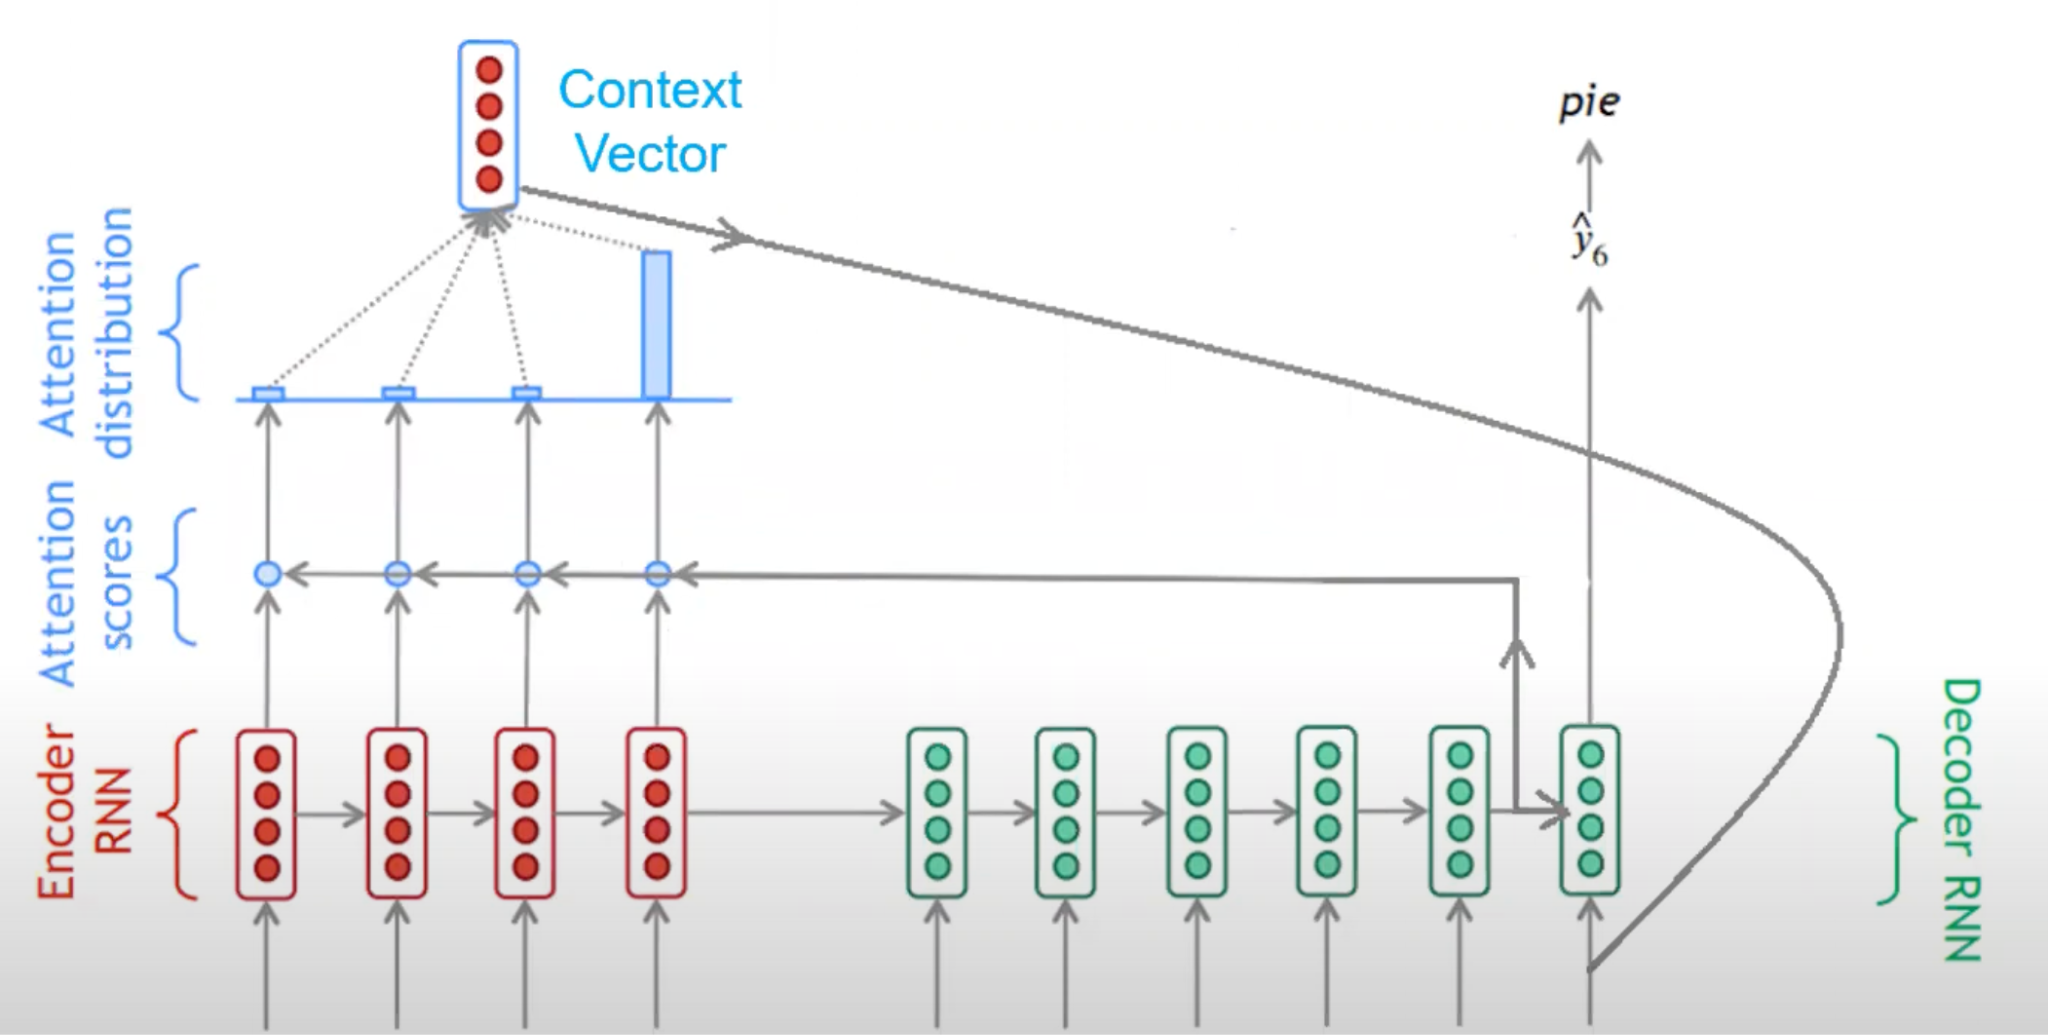 Context
Vector
pie
ŷ6
Attention
distribution
Attention
scores
Encoder
RNN
Decoder RNN